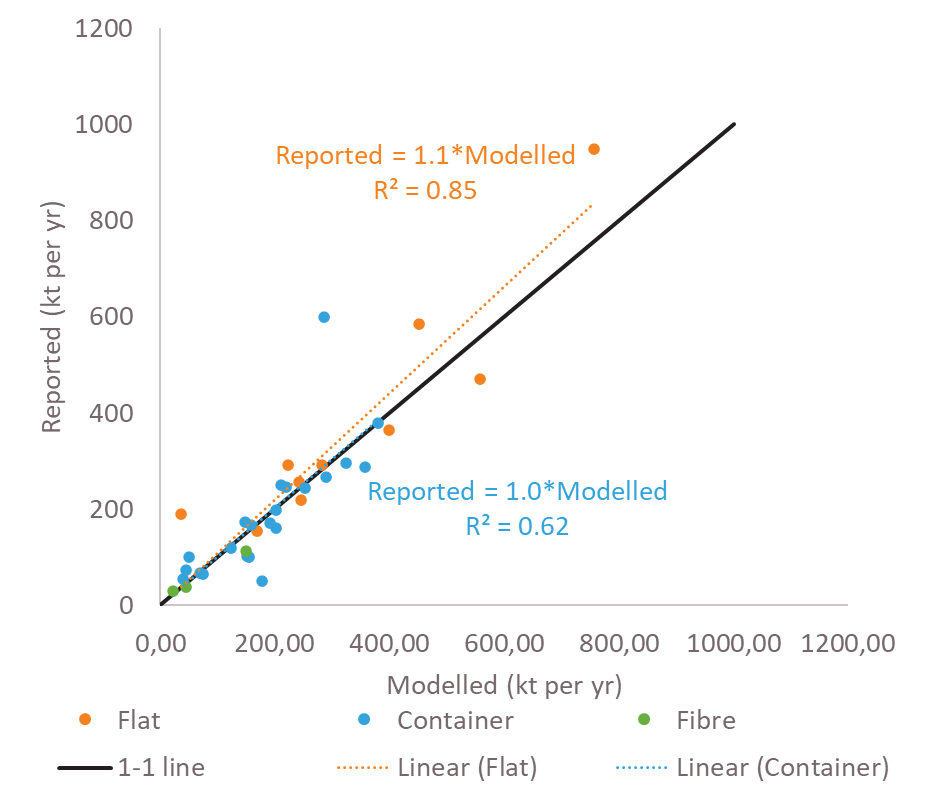 1200
1000
800
600
400
200
0
Reported (kt per yr)
Reported = 1.1*Modelled
R² = 0.85
Reported = 1.0*Modelled
R² = 0.62
0,00 200,00 400,00 600,00 800,00 1000,00 1200,00
Modelled (kt per yr)
Flat Container Fibre
1-1 line Linear (Flat) Linear (Container)